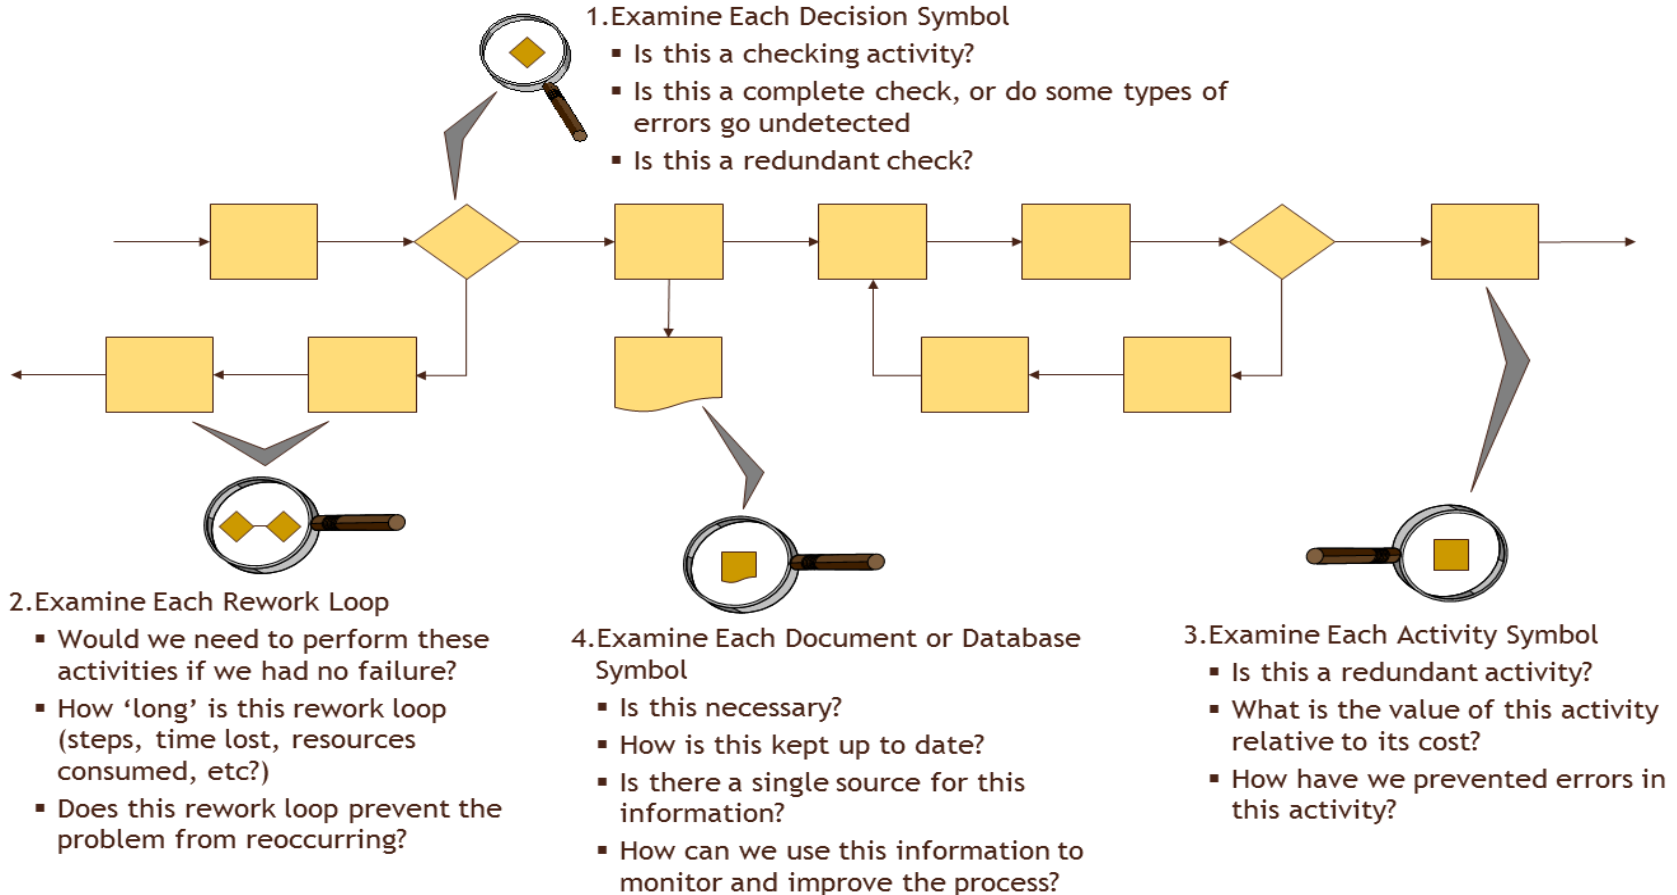 1.Examine Each Decision Symbol
▪ Is this a checking activity?
▪ Is this a complete check, or do some types of
errors go undetected
▪ Is this a redundant check?
2.Examine Each Rework Loop
▪ Would we need to perform these
activities if we had no failure?
▪ How ‘long’ is this rework loop
(steps, time lost, resources
consumed, etc?)
▪ Does this rework loop prevent the
problem from reoccurring?
4.Examine Each Document or Database
Symbol
▪ Is this necessary?
▪ How is this kept up to date?
▪ Is there a single source for this
information?
▪ How can we use this information to
monitor and improve the process?
3.Examine Each Activity Symbol
▪ Is this a redundant activity?
▪ What is the value of this activity
relative to its cost?
▪ How have we prevented errors in
this activity?